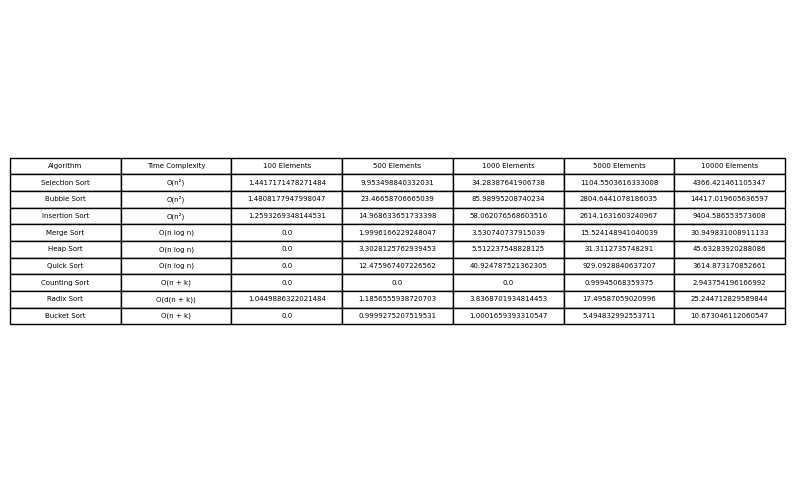 Algorithm Time Complexity 100 Elements 500 Elements 1000 Elements 5000 Elements 10000 Elements
Selection Sort O(n²) 1.4417171478271484 9.953498840332031 34.28387641906738 1104.5503616333008 4366.421461105347
Bubble Sort O(n²) 1.4808177947998047 23.46658706665039 85.98995208740234 2804.6441078186035 14417.019605636597
Insertion Sort O(n²) 1.2593269348144531 14.968633651733398 58.062076568603516 2614.1631603240967 9404.586553573608
Merge Sort O(n log n) 0.0 1.9996166229248047 3.530740737915039 15.524148941040039 30.949831008911133
Heap Sort O(n log n) 0.0 3.3028125762939453 5.512237548828125 31.3112735748291 45.63283920288086
Quick Sort O(n log n) 0.0 12.475967407226562 40.924787521362305 929.0928840637207 3614.873170852661
Counting Sort O(n + k) 0.0 0.0 0.0 0.99945068359375 2.943754196166992
Radix Sort O(d(n + k)) 1.0449886322021484 1.1856555938720703 3.8368701934814453 17.49587059020996 25.244712829589844
Bucket Sort O(n + k) 0.0 0.9999275207519531 1.0001659393310547 5.494832992553711 10.673046112060547